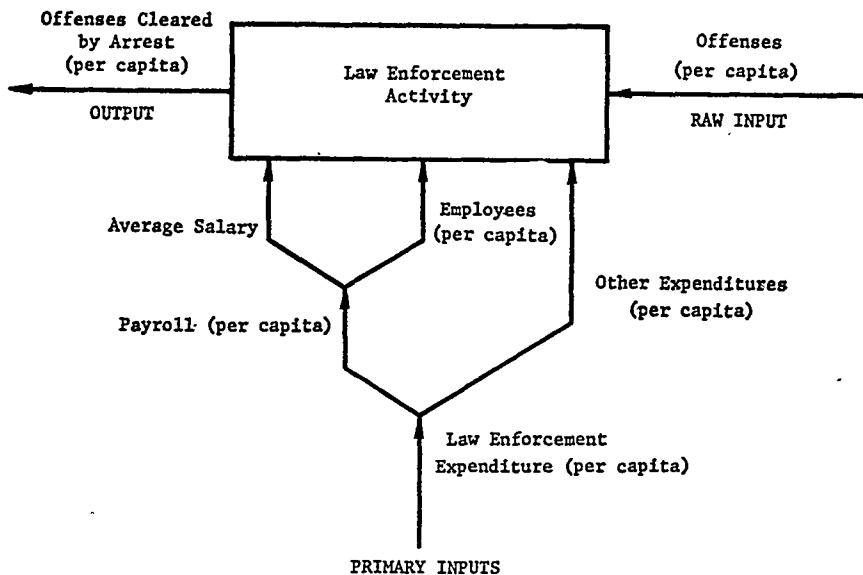 Offenses Cleared
by Arrest
(per capita)
OUTPUT
Law Enforcement
Activity
Offenses
(per capita)
RAW INPUT
Average Salary
Employees
(per capita)
Other Expenditures
(per capita)
Payroll (per capita)
Law Enforcement
Expenditure (per capita)
PRIMARY INPUTS